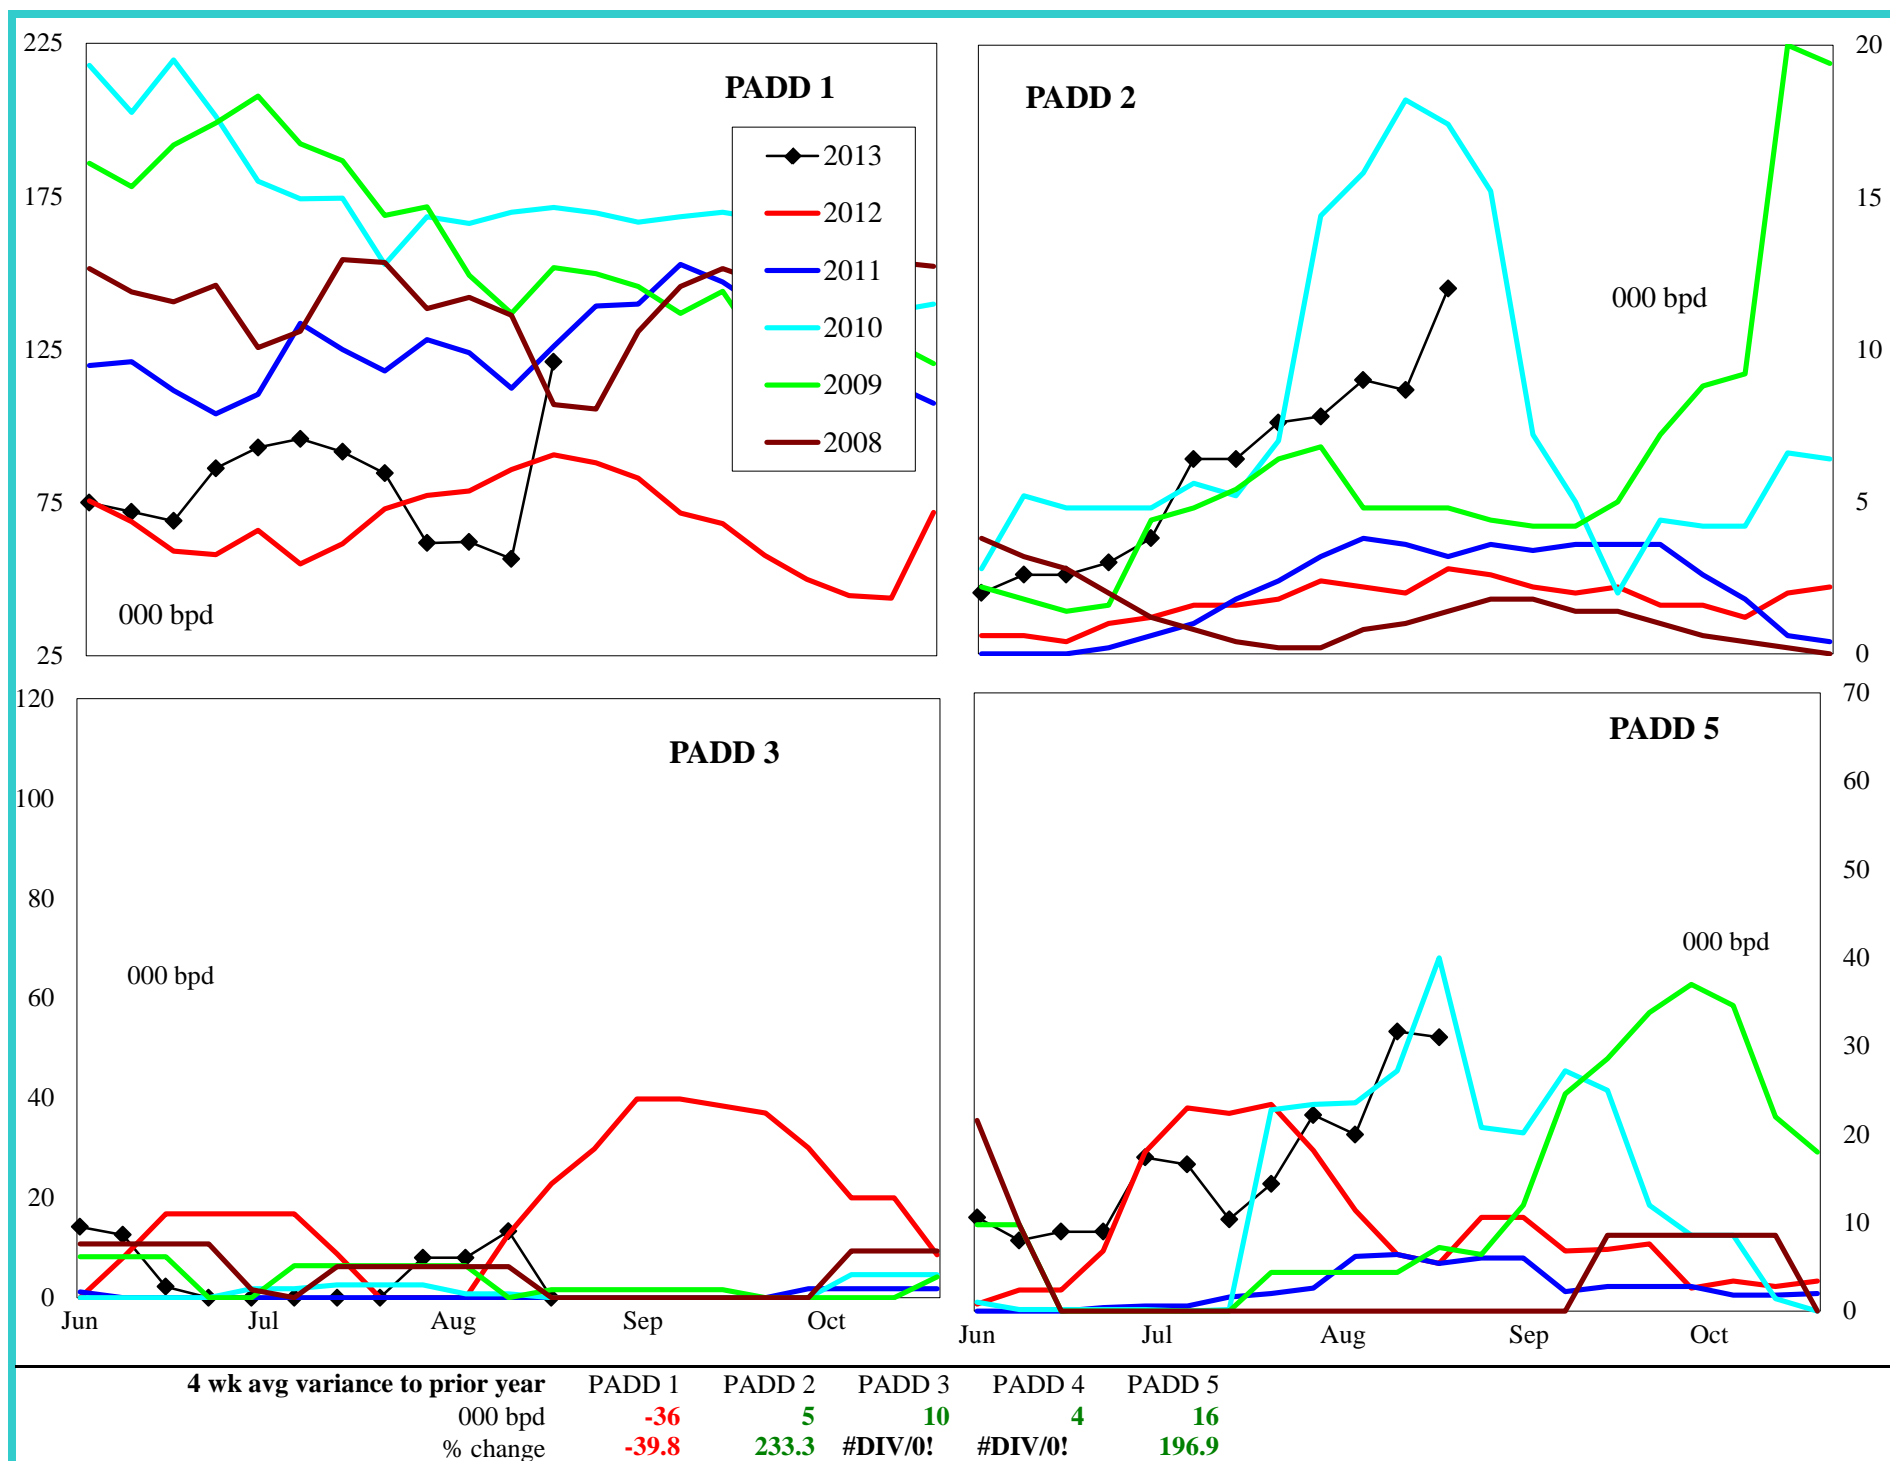 225
175
125
75
25
PADD 1
2013
2012
2011
2010
2009
2008
000 bpd
PADD 2
000 bpd
20
15
10
5
0
120
100
80
60
40
20
0
PADD 3
000 bpd
Jun Jul Aug Sep Oct
PADD 5
000 bpd
70
60
50
40
30
20
10
0
Jun Jul Aug Sep Oct
4 wk avg variance to prior year PADD 1 PADD 2 PADD 3 PADD 4 PADD 5
000 bpd -36 5 10 4 16
% change -39.8 233.3 #DIV/0! #DIV/0! 196.9